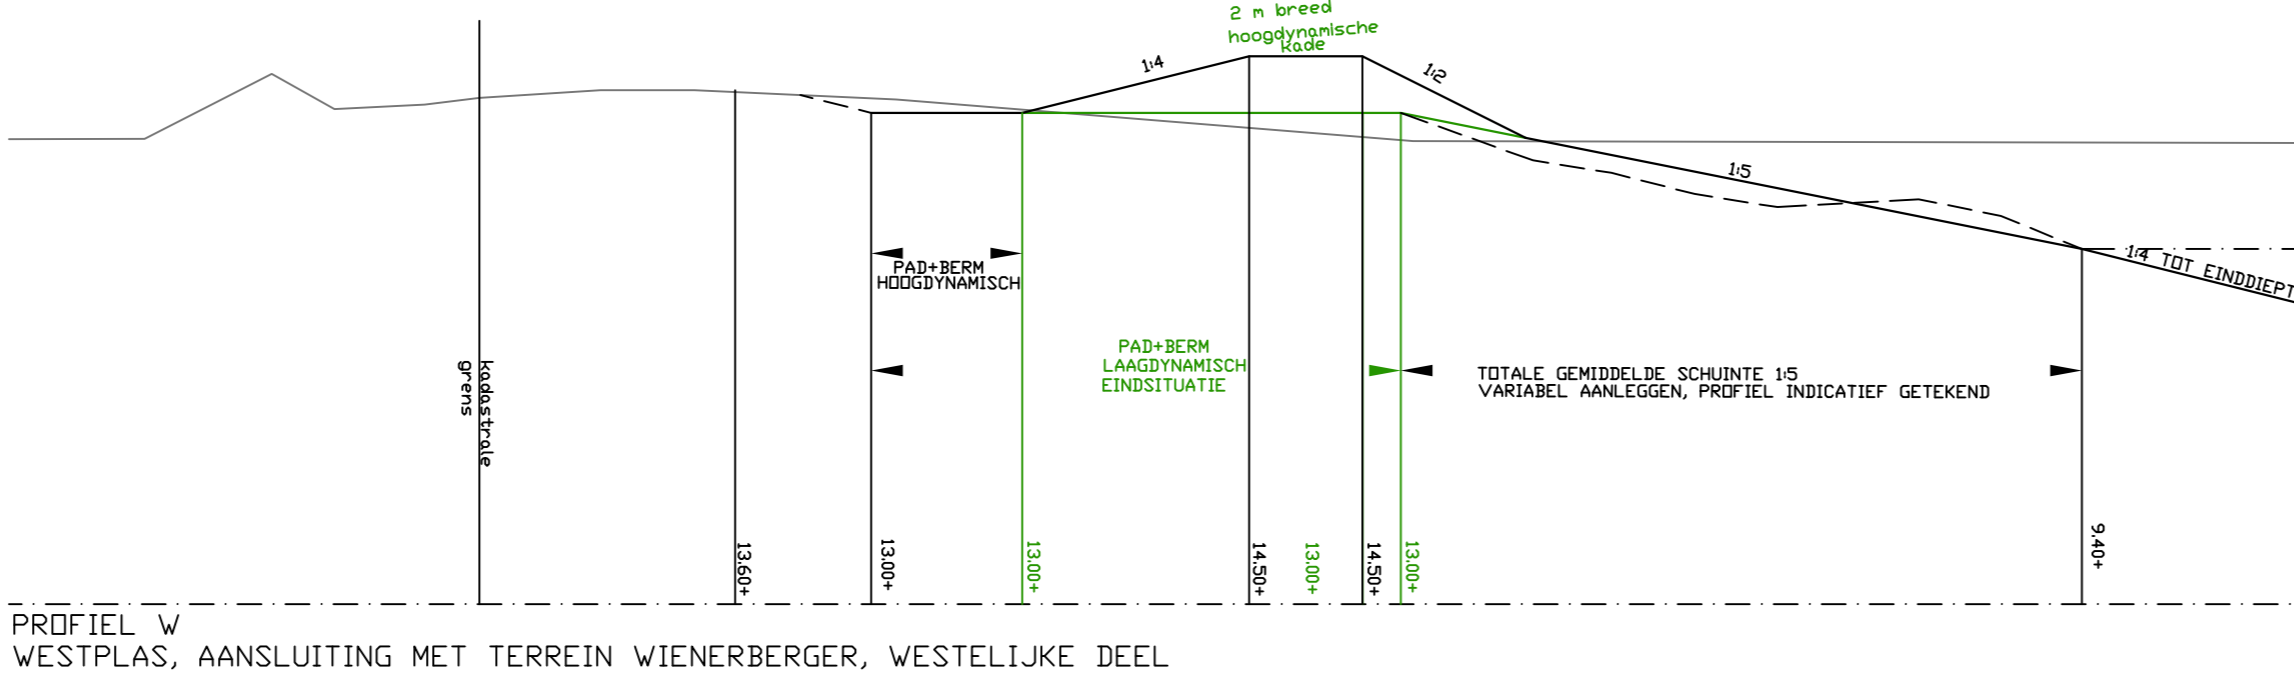 2 m breed
hoogdynamische
kade
1:4
1:2
1:5
1:4 TOT EINDDIEPT
PAD+BERM
HOOGDYNAMISCH
PAD+BERM
LAAGDYNAMISCH
EINDSITUATIE
TOTALE GEMIDDELDE SCHUINTE 1:5
VARIABEL AANLEGGEN, PROFIEL INDICATIEF GETEKEND
kadastrale
grens
13.60+
13.00+
13.00+
14.50+
13.00+
14.50+
13.00+
9.40+
PROFIEL W
WESTPLAS, AANSLUITING MET TERREIN WIENERBERGER, WESTELIJKE DEEL